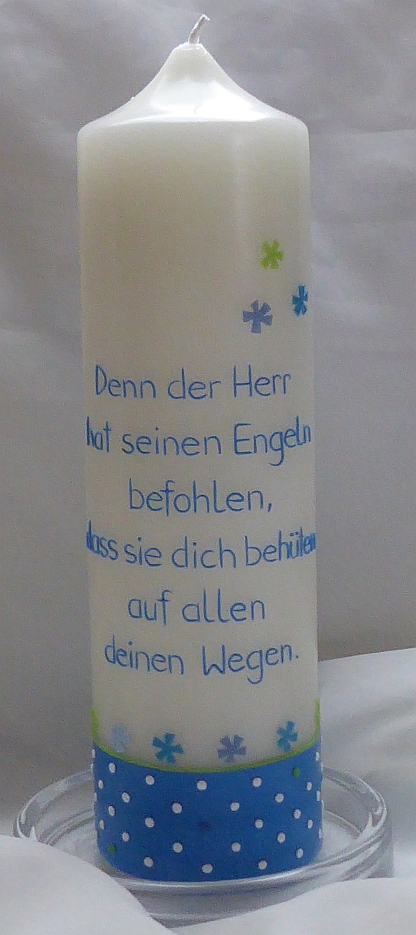 Denn der Herr
hat seinen Engeln
befohlen,
dass sie dich behüten
auf allen
deinen Wegen.